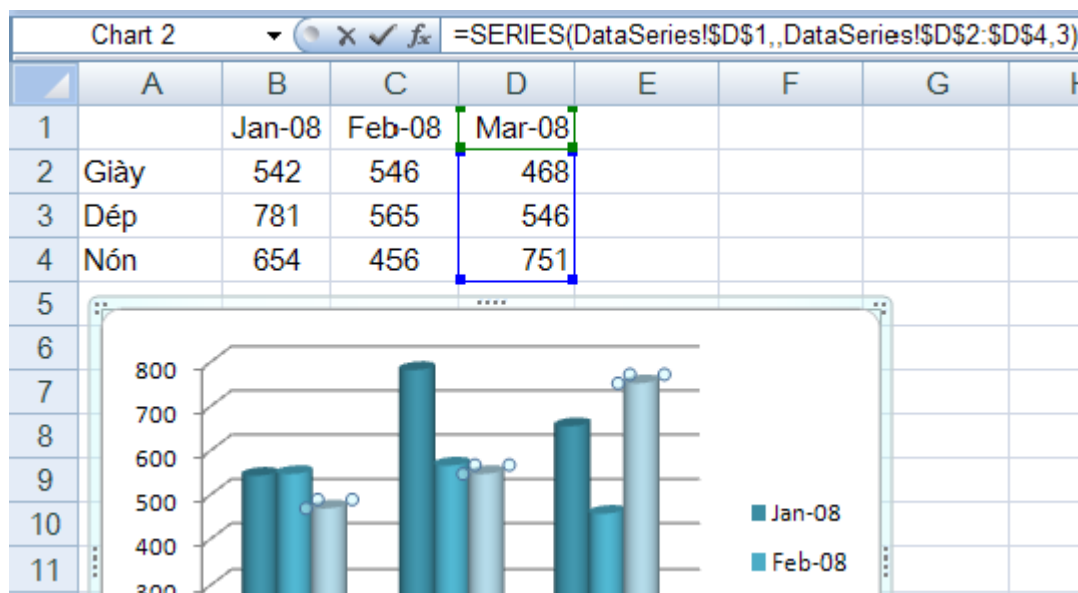 Chart 2 fx =SERIES(DataSeries!$D$1,,DataSeries!$D$2:$D$4,3)
A B C D E F G
1 Jan-08 Feb-08 Mar-08
2 Giày 542 546 468
3 Dép 781 565 546
4 Nón 654 456 751
5
6
7
8
9
10
11
800
700
600
500
400
300
Jan-08
Feb-08